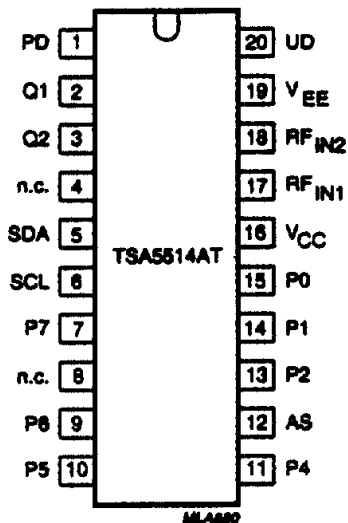 PD 1 20 UD
Q1 2 19 VEE
Q2 3 18 RFIN2
n.c. 4 17 RFIN1
SDA 5 16 VCC
TSA5514AT
SCL 6 15 P0
P7 7 14 P1
n.c. 8 13 P2
P6 9 12 AS
P5 10 11 P4